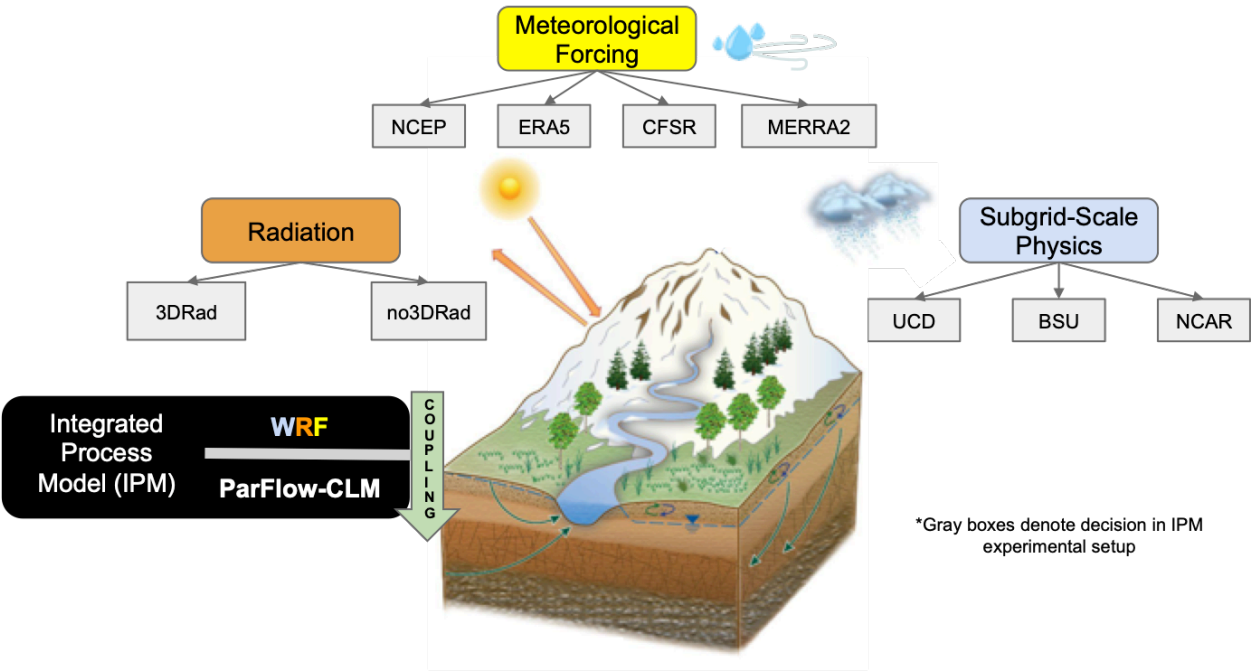 Meteorological
Forcing
NCEP
ERA5
CFSR
MERRA2
Radiation
3DRad
no3DRad
Subgrid-Scale
Physics
UCD
BSU
NCAR
Integrated
Process
Model (IPM)
WRF
ParFlow-CLM
COUPLING
*Gray boxes denote decision in IPM
experimental setup